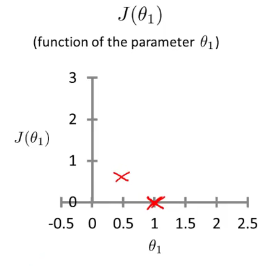 J(θ₁)
(function of the parameter θ₁)
3
2
J(θ₁)
1
0
-0.5 0 0.5 1 1.5 2 2.5
θ₁